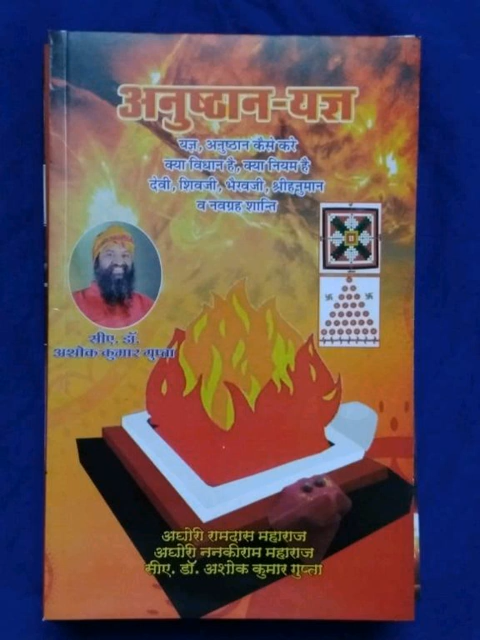 अनुष्ठान-यज्ञ
यज्ञ, अनुष्ठान कैसे करे
क्या विधान है, क्या नियम है
देवी, शिवजी, भैरवजी, श्रीहनुमान
व नवग्रह शान्ति
सीए. डॉ.
अशोक कुमार गुप्ता
अघोरी रामदास महाराज
अघोरी ननकीराम महाराज
सीए. डॉ. अशोक कुमार गुप्ता